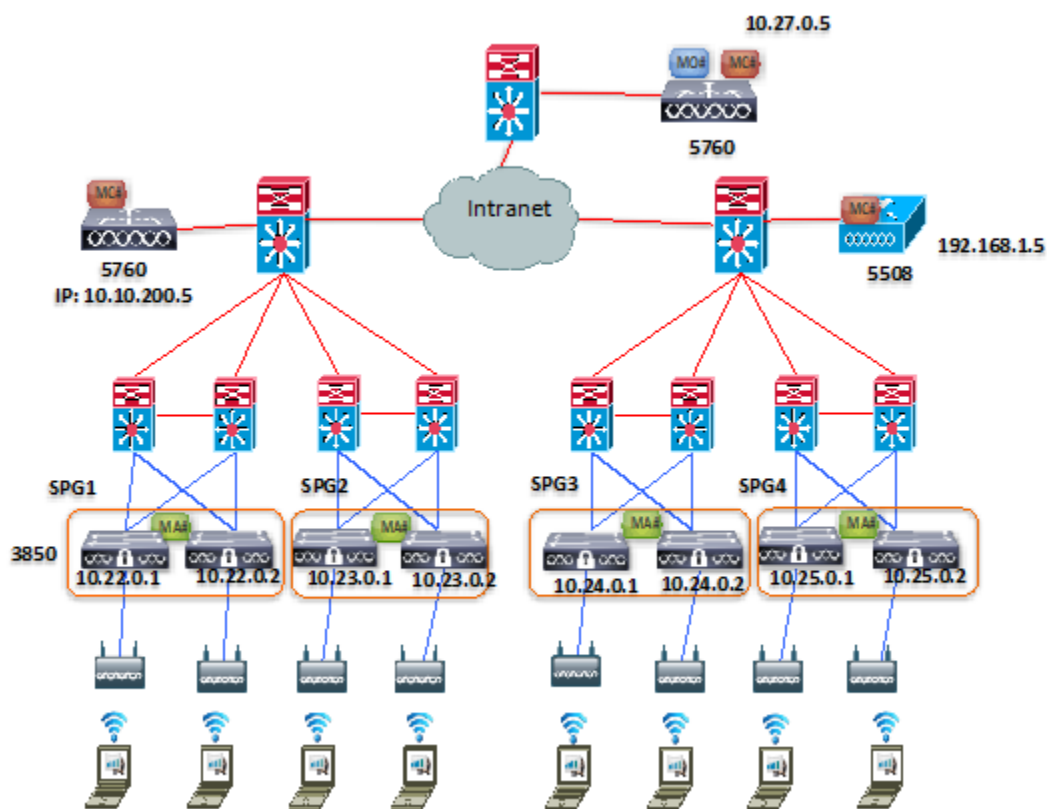 10.27.0.5
MO#
MC#
5760
Intranet
MC#
5760
IP: 10.10.200.5
MC#
192.168.1.5
5508
SPG1
SPG2
SPG3
SPG4
3850
MA#
MA#
MA#
MA#
10.22.0.1
10.22.0.2
10.23.0.1
10.23.0.2
10.24.0.1
10.24.0.2
10.25.0.1
10.25.0.2